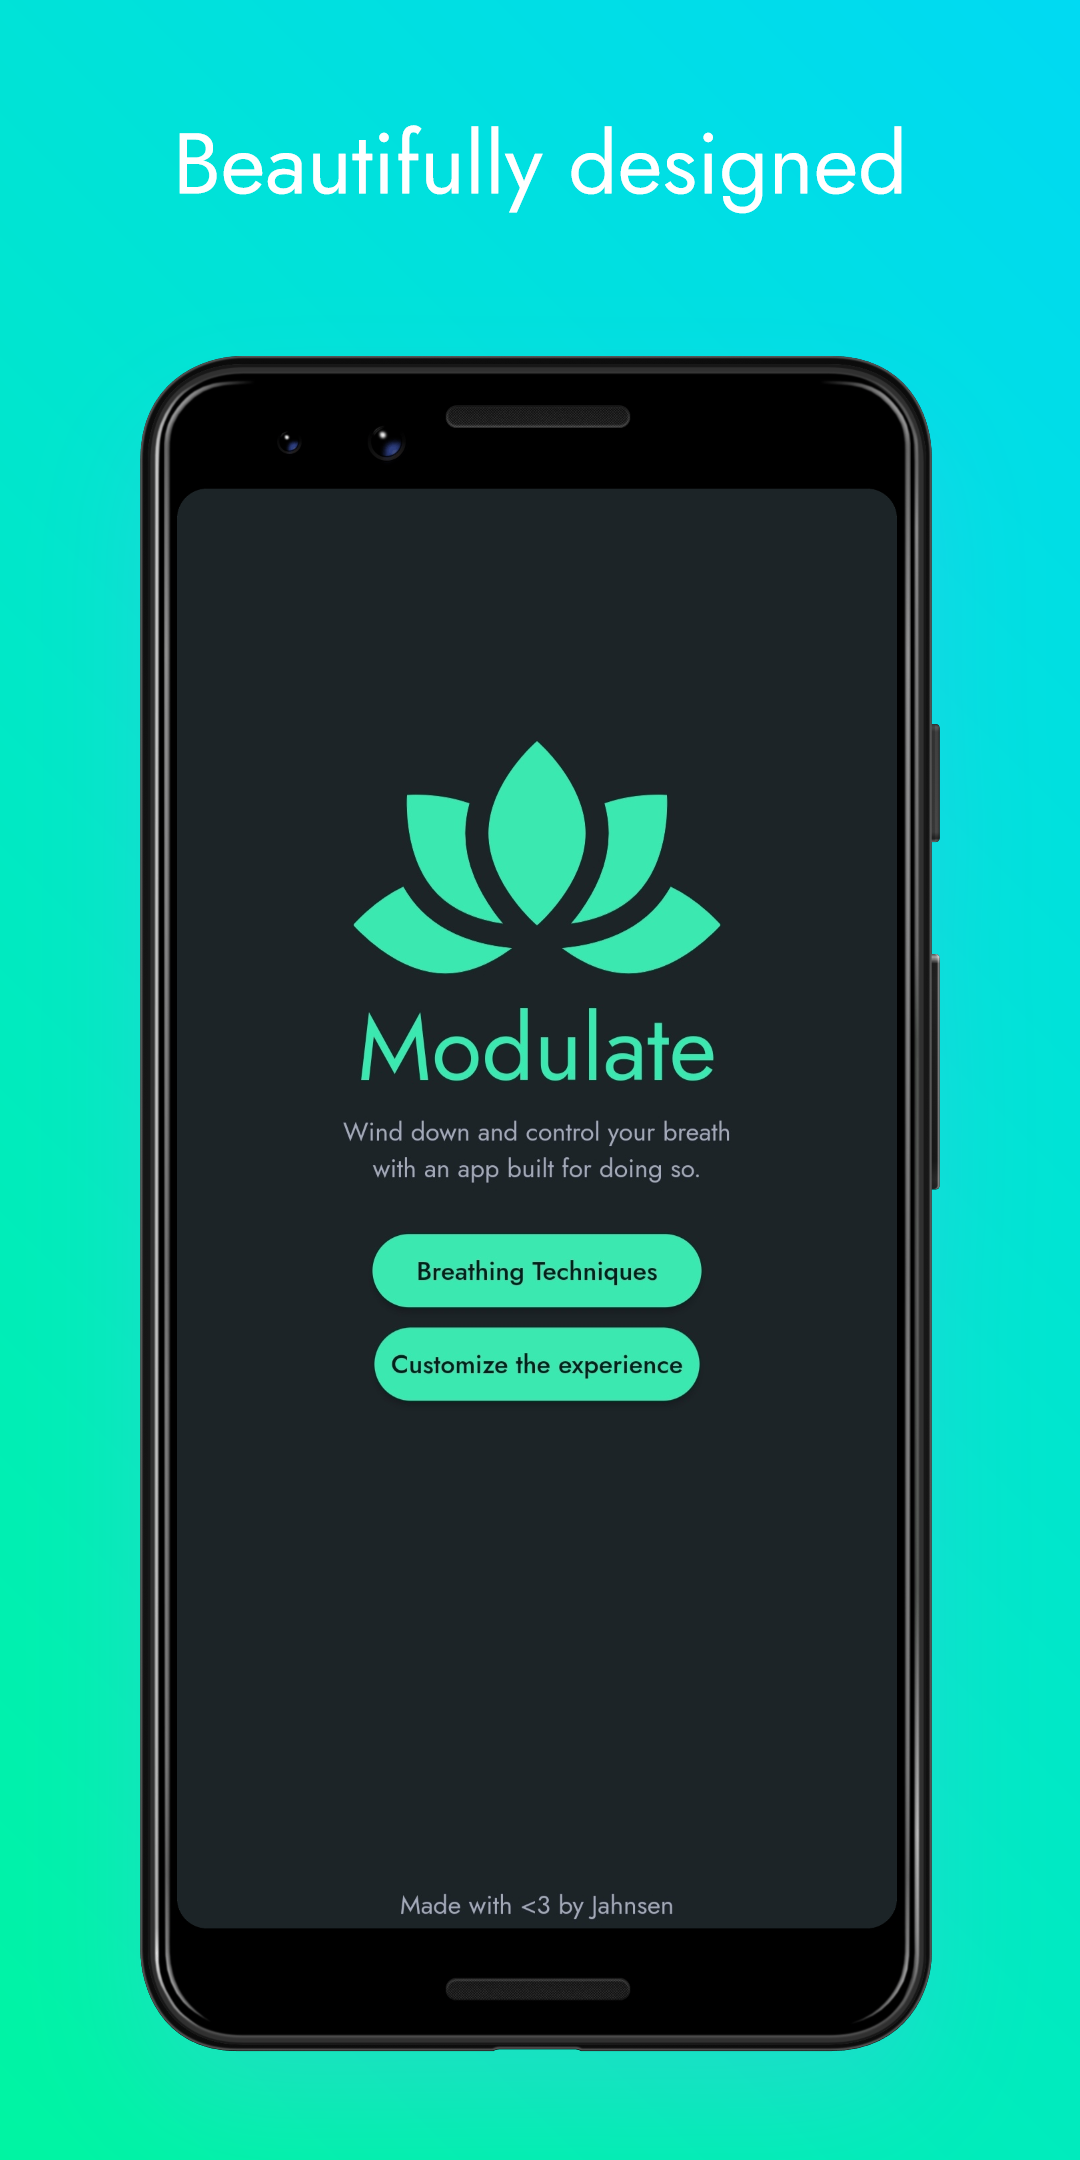 Beautifully designed
Modulate
Wind down and control your breath
with an app built for doing so.
Breathing Techniques
Customize the experience
Made with <3 by Jahnsen